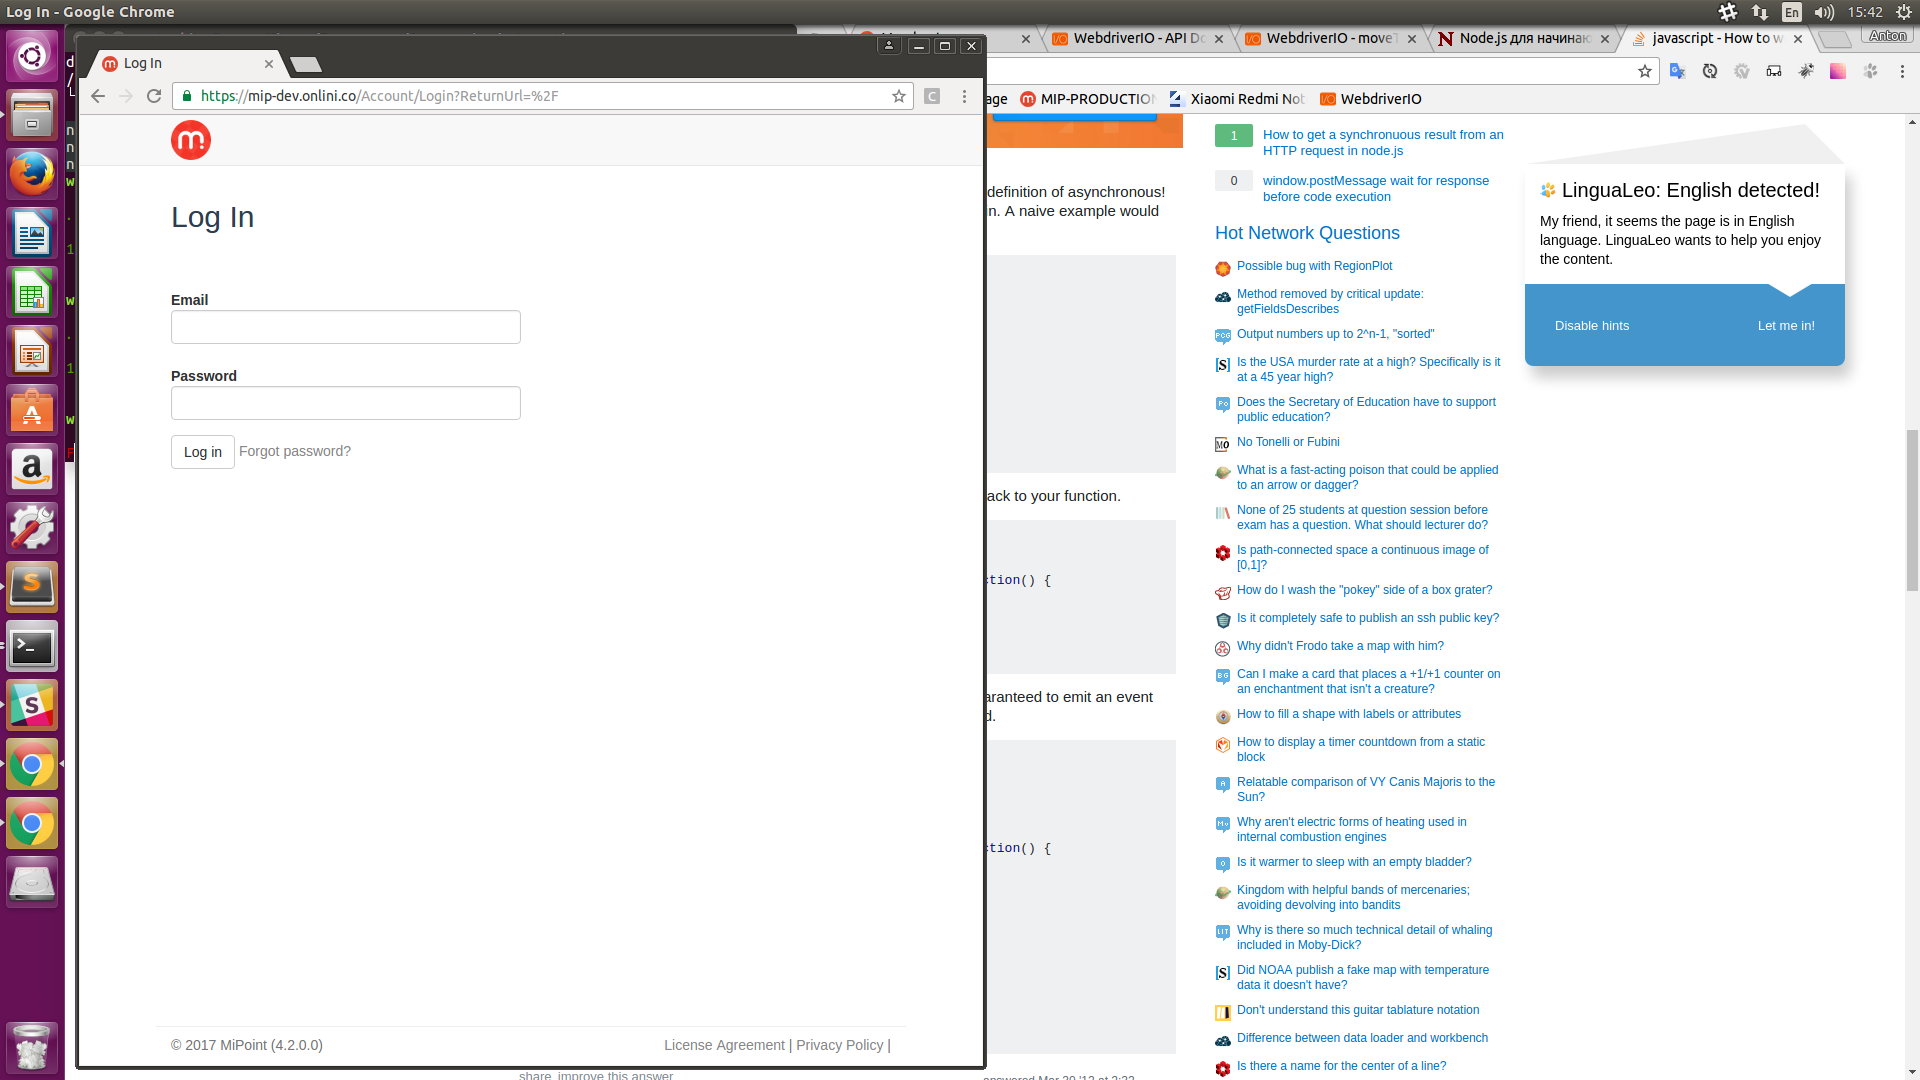 Log In - Google Chrome
En
15:42
Log In
https://mip-dev.onlini.co/Account/Login?ReturnUrl=%2F
Log In
Email
Password
Log in Forgot password?
© 2017 MiPoint (4.2.0.0)
License Agreement | Privacy Policy |
WebdriverIO - API Do
WebdriverIO - moveT
Node.js для начинаю
javascript - How to w
Anton
age
MIP-PRODUCTION
Xiaomi Redmi Not
WebdriverIO
definition of asynchronous!
n. A naive example would
ack to your function.
ction() {
aranteed to emit an event
d.
ction() {
share improve this answer
answered Mar 30 '12 at 2:32
1
How to get a synchronuous result from an
HTTP request in node.js
0
window.postMessage wait for response
before code execution
Hot Network Questions
Possible bug with RegionPlot
Method removed by critical update:
getFieldsDescribes
Output numbers up to 2^n-1, "sorted"
Is the USA murder rate at a high? Specifically is it
at a 45 year high?
Does the Secretary of Education have to support
public education?
No Tonelli or Fubini
What is a fast-acting poison that could be applied
to an arrow or dagger?
None of 25 students at question session before
exam has a question. What should lecturer do?
Is path-connected space a continuous image of
[0,1]?
How do I wash the "pokey" side of a box grater?
Is it completely safe to publish an ssh public key?
Why didn't Frodo take a map with him?
Can I make a card that places a +1/+1 counter on
an enchantment that isn't a creature?
How to fill a shape with labels or attributes
How to display a timer countdown from a static
block
Relatable comparison of VY Canis Majoris to the
Sun?
Why aren't electric forms of heating used in
internal combustion engines
Is it warmer to sleep with an empty bladder?
Kingdom with helpful bands of mercenaries;
avoiding devolving into bandits
Why is there so much technical detail of whaling
included in Moby-Dick?
Did NOAA publish a fake map with temperature
data it doesn't have?
Don't understand this guitar tablature notation
Difference between data loader and workbench
Is there a name for the center of a line?
LinguaLeo: English detected!
My friend, it seems the page is in English
language. LinguaLeo wants to help you enjoy
the content.
Disable hints
Let me in!